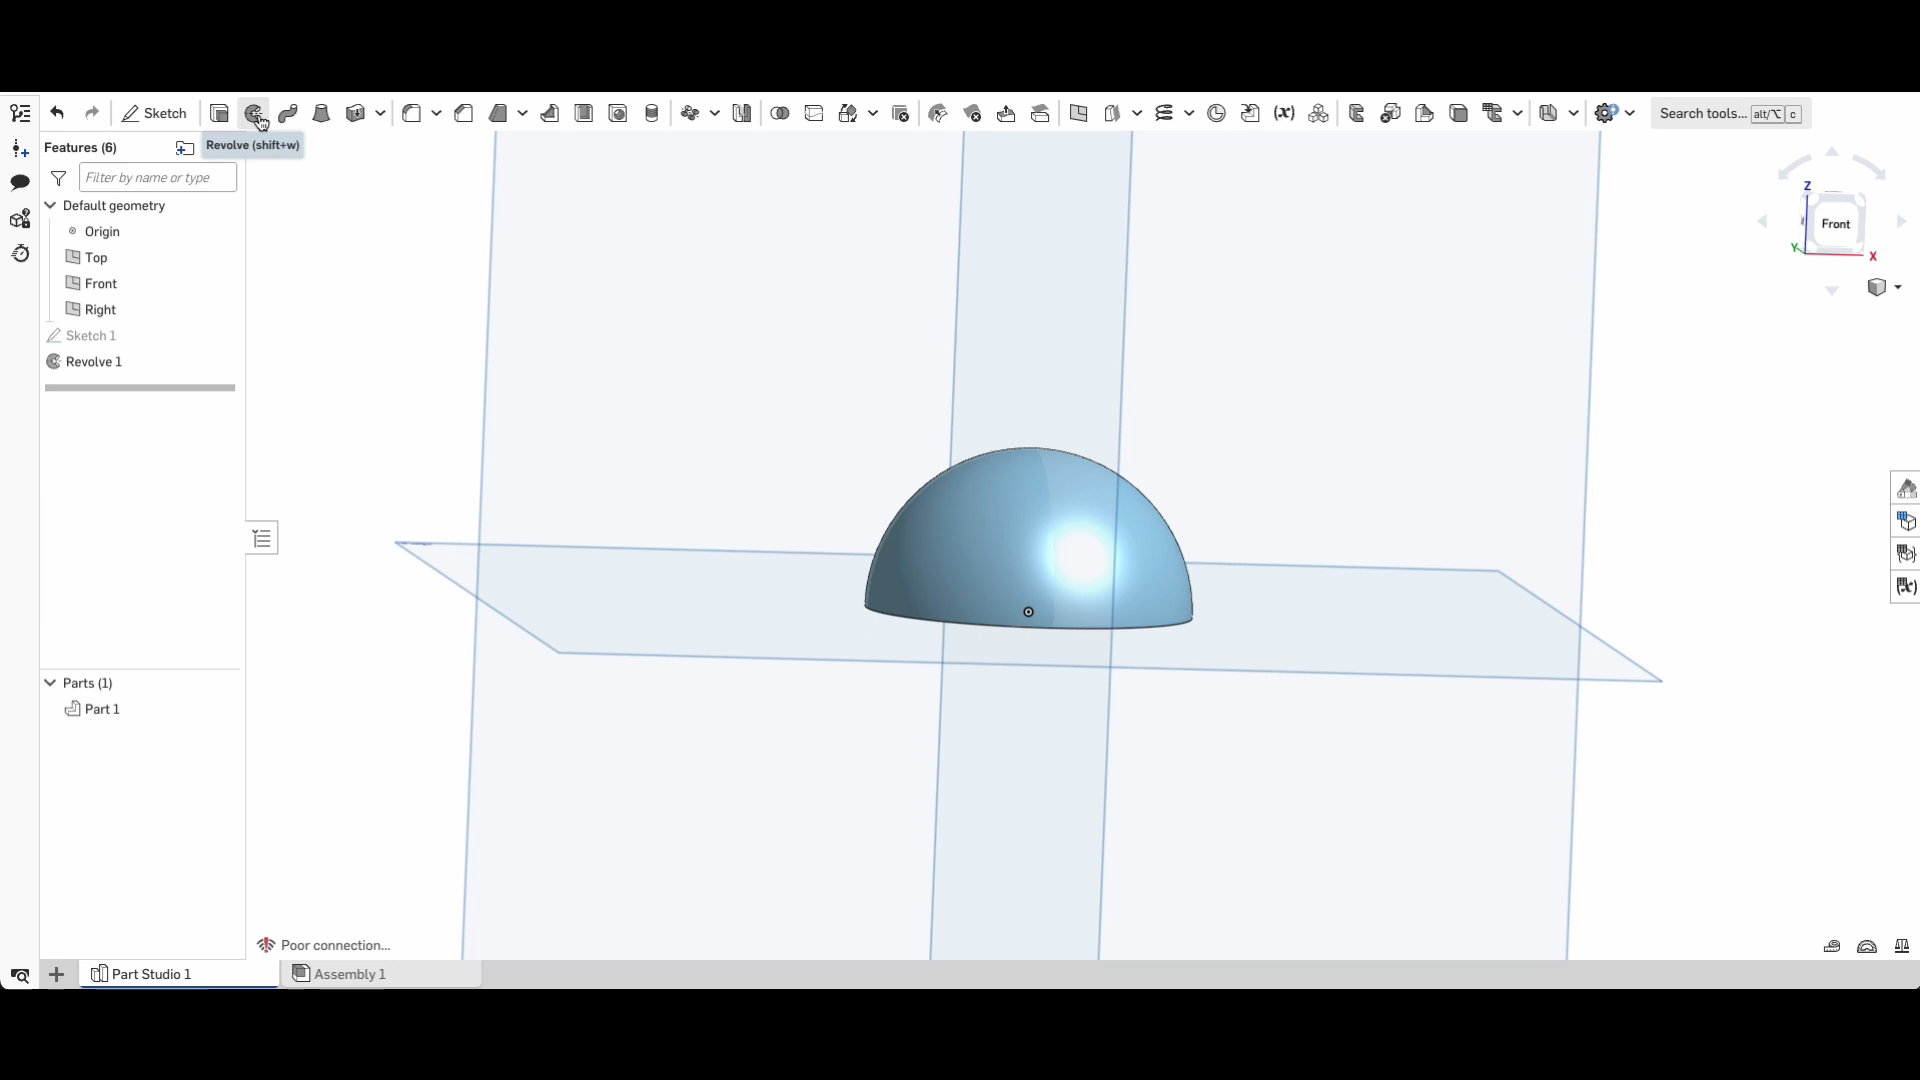 Sketch
Search tools... alt/⌥ c
Revolve (shift+w)
Features (6)
Filter by name or type
Default geometry
Origin
Top
Front
Right
Sketch 1
Revolve 1
Parts (1)
Part 1
Z
Front
Y
X
Poor connection...
Part Studio 1
Assembly 1